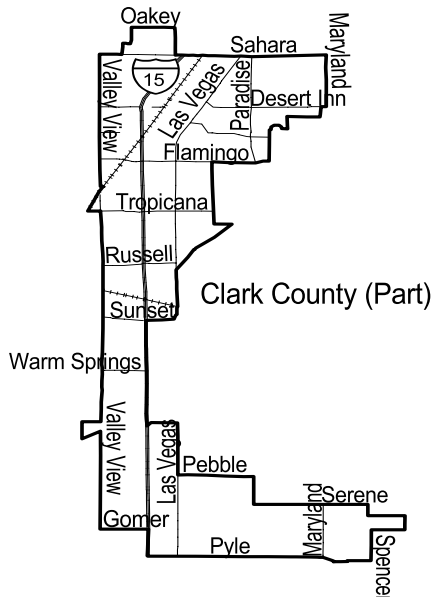 Oakey
Sahara
Maryland
Valley View
15
Las Vegas
Paradise
Desert Inn
Flamingo
Tropicana
Russell
Clark County (Part)
Sunset
Warm Springs
Valley View
Las Vegas
Pebble
Maryland
Serene
Gomer
Pyle
Spencer